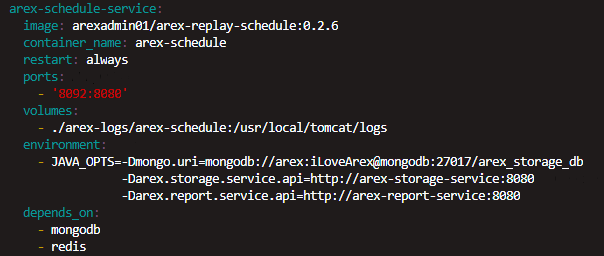 arex-schedule-service:
image: arexadmin01/arex-replay-schedule:0.2.6
container_name: arex-schedule
restart: always
ports:
- '8092:8080'
volumes:
- ./arex-logs/arex-schedule:/usr/local/tomcat/logs
environment:
- JAVA_OPTS=-Dmongo.uri=mongodb://arex:iLoveArex@mongodb:27017/arex_storage_db
-Darex.storage.service.api=http://arex-storage-service:8080
-Darex.report.service.api=http://arex-report-service:8080
depends_on:
- mongodb
- redis